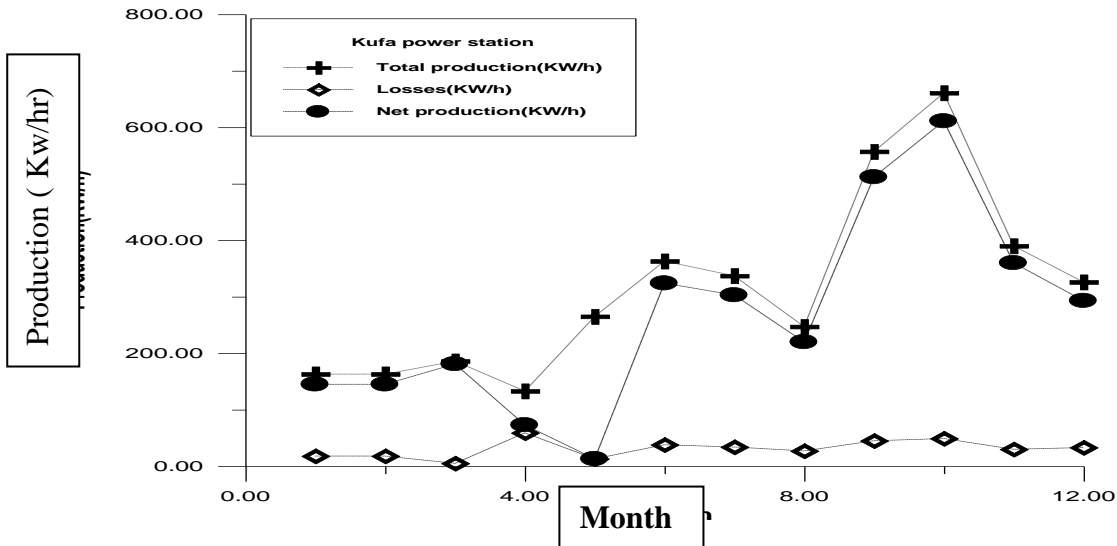 800.00
Kufa power station
Total production(KW/h)
Losses(KW/h)
Net production(KW/h)
600.00
Production ( Kw/hr)
400.00
200.00
0.00
0.00 4.00 8.00 12.00
Month